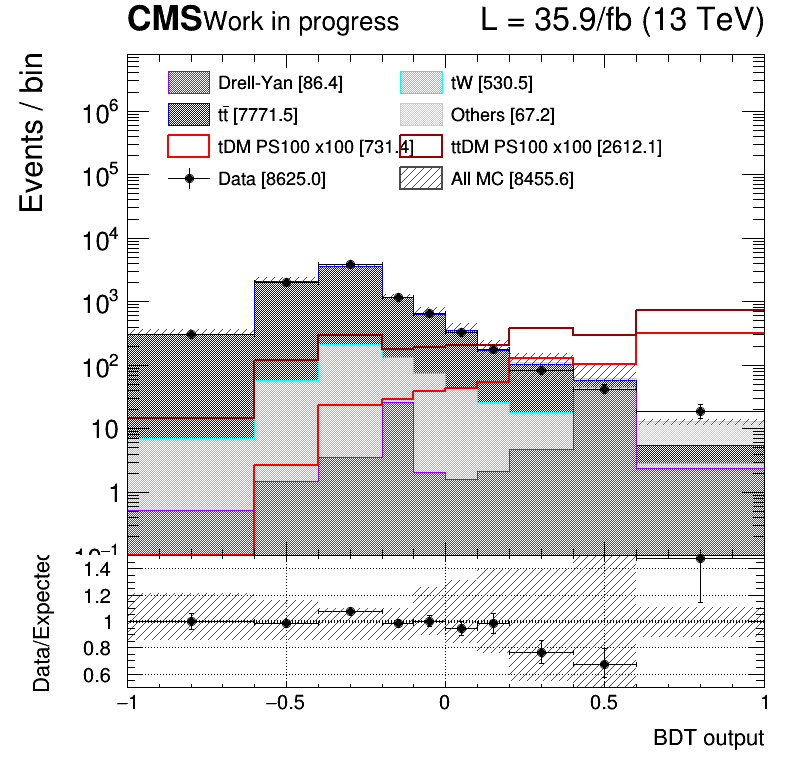 CMS Work in progress L = 35.9/fb (13 TeV)
Events / bin
Drell-Yan [86.4] tW [530.5]
tt̄ [7771.5] Others [67.2]
tDM PS100 x100 [731.4] ttDM PS100 x100 [2612.1]
Data [8625.0] All MC [8455.6]
10⁶
10⁵
10⁴
10³
10²
10
1
10⁻¹
Data/Expected
1.4
1.2
1
0.8
0.6
−1 −0.5 0 0.5 1
BDT output